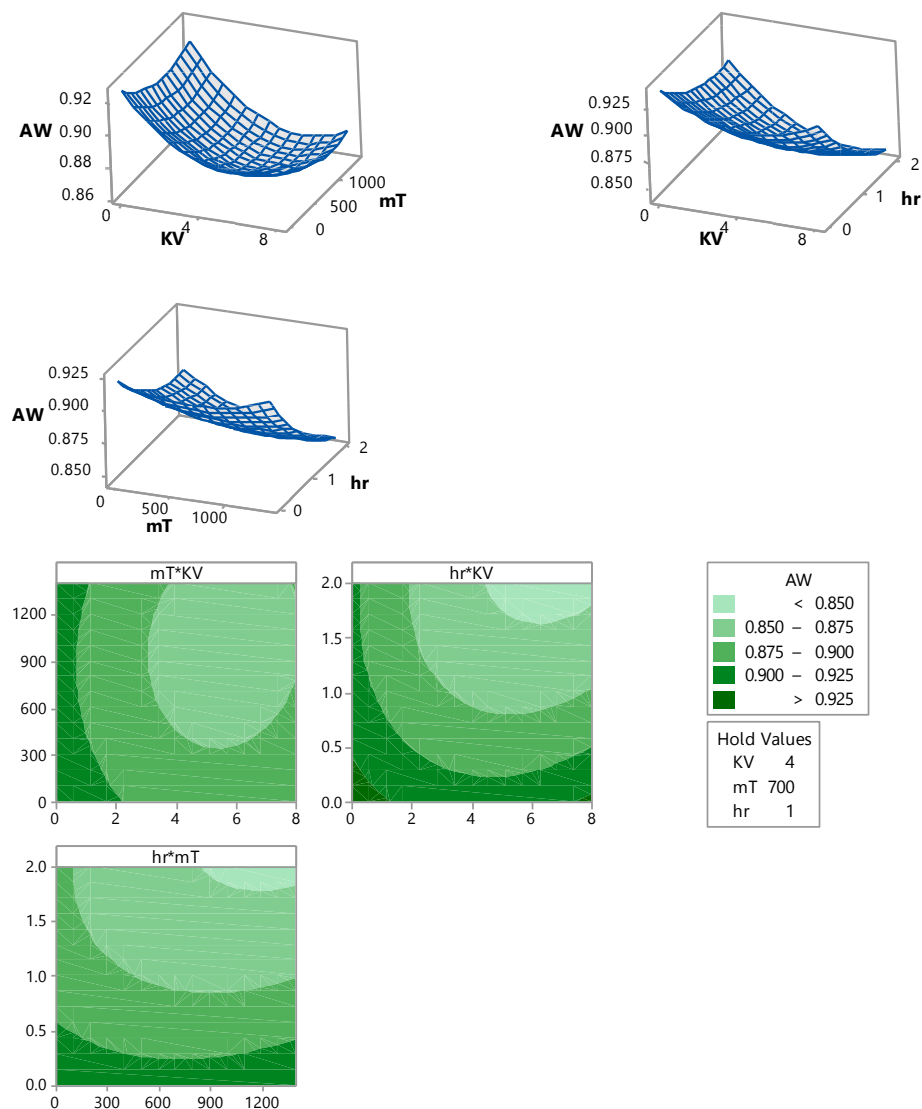 0.92
AW 0.90
0.88
0.86
0
4
8
KV
0
500
1000
mT
0.925
AW 0.900
0.875
0.850
0
4
8
KV
0
1
2
hr
0.925
AW 0.900
0.875
0.850
0
500
1000
mT
0
1
2
hr
mT*KV
1200
900
600
300
0
0 2 4 6 8
hr*KV
2.0
1.5
1.0
0.5
0.0
0 2 4 6 8
AW
< 0.850
0.850 – 0.875
0.875 – 0.900
0.900 – 0.925
> 0.925
Hold Values
KV 4
mT 700
hr 1
hr*mT
2.0
1.5
1.0
0.5
0.0
0 300 600 900 1200